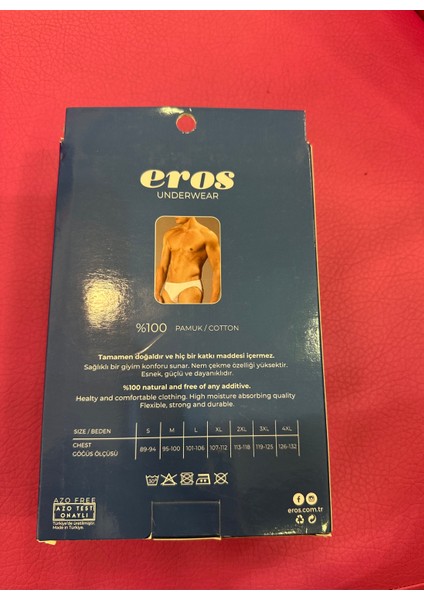 eros
UNDERWEAR
%100 PAMUK / COTTON
Tamamen doğaldır ve hiç bir katkı maddesi içermez.
Sağlıklı bir giyim konforu sunar. Nem çekme özelliği yüksektir.
Esnek, güçlü ve dayanıklıdır.
%100 natural and free of any additive.
Healty and comfortable clothing. High moisture absorbing quality
Flexible, strong and durable.
SIZE / BEDEN S M L XL 2XL 3XL 4XL
CHEST
GÖĞÜS ÖLÇÜSÜ 89-94 95-100 101-106 107-112 113-118 119-125 126-132
30°
AZO FREE
AZO TEST
ONAYLI
Türkiye'de üretilmiştir.
Made in Türkiye.
eros.com.tr